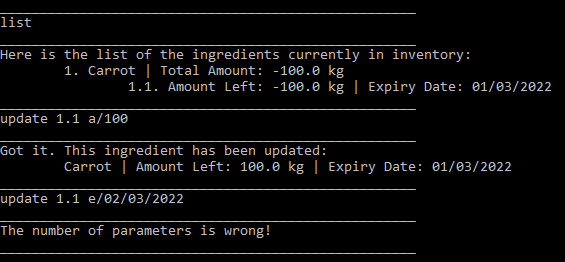 list
Here is the list of the ingredients currently in inventory:
1. Carrot | Total Amount: -100.0 kg
1.1. Amount Left: -100.0 kg | Expiry Date: 01/03/2022
update 1.1 a/100
Got it. This ingredient has been updated:
Carrot | Amount Left: 100.0 kg | Expiry Date: 01/03/2022
update 1.1 e/02/03/2022
The number of parameters is wrong!